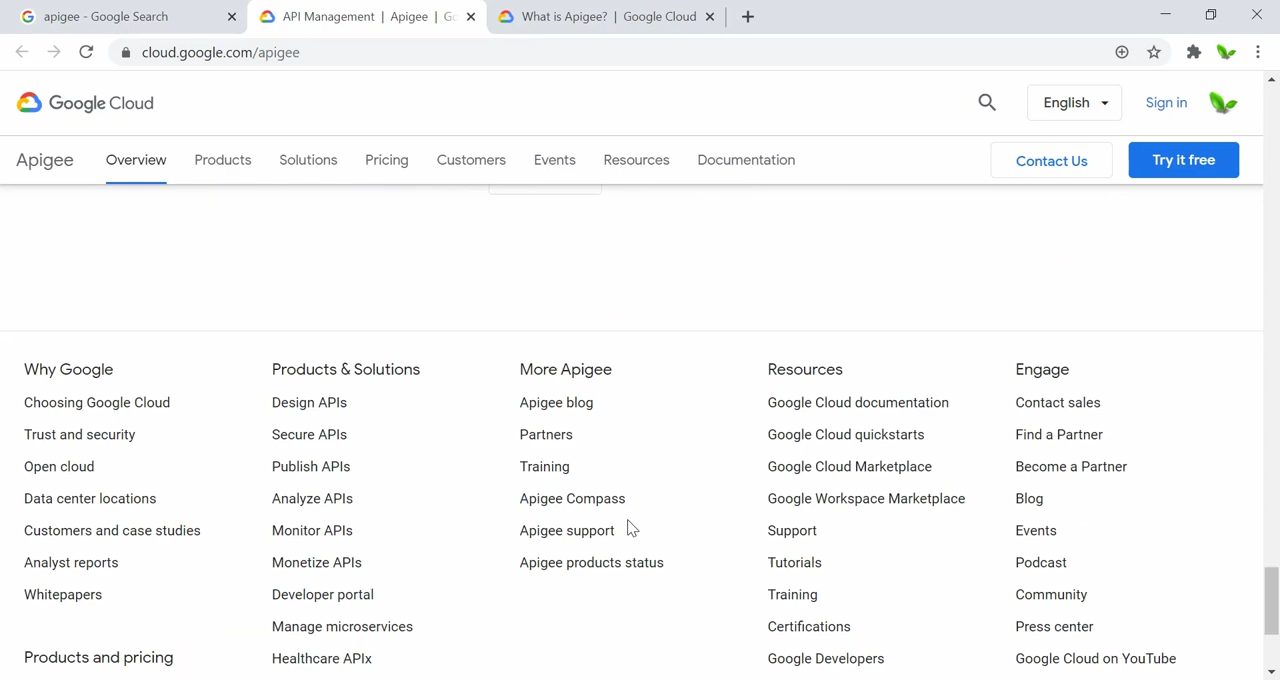 apigee - Google Search
API Management | Apigee | Go
What is Apigee? | Google Cloud
cloud.google.com/apigee
Google Cloud
English
Sign in
Apigee
Overview
Products
Solutions
Pricing
Customers
Events
Resources
Documentation
Contact Us
Try it free
Why Google
Choosing Google Cloud
Trust and security
Open cloud
Data center locations
Customers and case studies
Analyst reports
Whitepapers
Products and pricing
Products & Solutions
Design APIs
Secure APIs
Publish APIs
Analyze APIs
Monitor APIs
Monetize APIs
Developer portal
Manage microservices
Healthcare APIx
More Apigee
Apigee blog
Partners
Training
Apigee Compass
Apigee support
Apigee products status
Resources
Google Cloud documentation
Google Cloud quickstarts
Google Cloud Marketplace
Google Workspace Marketplace
Support
Tutorials
Training
Certifications
Google Developers
Engage
Contact sales
Find a Partner
Become a Partner
Blog
Events
Podcast
Community
Press center
Google Cloud on YouTube